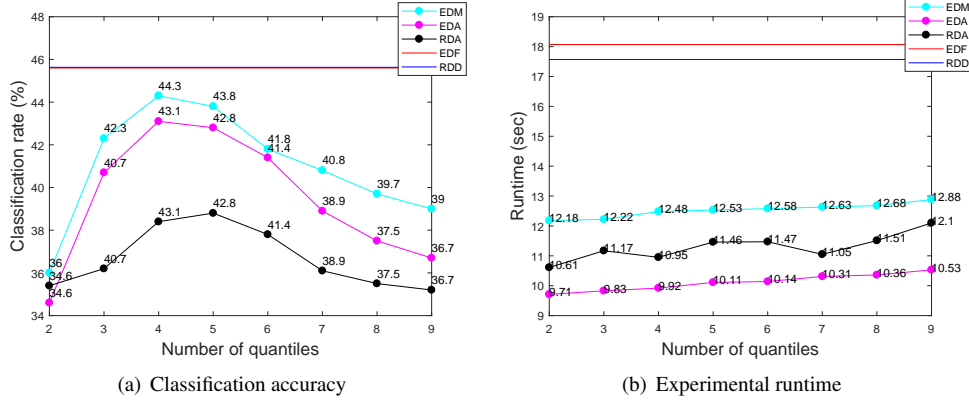 48
46
44
42
40
38
36
34
Classification rate (%)
EDM
EDA
RDA
EDF
RDD
36
42.3
44.3
43.8
41.8
40.8
39.7
39
34.6
40.7
43.1
42.8
41.4
38.9
37.5
36.7
34.6
40.7
43.1
42.8
41.4
38.9
37.5
36.7
2 3 4 5 6 7 8 9
Number of quantiles
(a) Classification accuracy
19
18
17
16
15
14
13
12
11
10
9
Runtime (sec)
EDM
EDA
RDA
EDF
RDD
12.18 12.22 12.48 12.53 12.58 12.63 12.68 12.88
10.61 11.17 10.95 11.46 11.47 11.05 11.51 12.1
9.71 9.83 9.92 10.11 10.14 10.31 10.36 10.53
2 3 4 5 6 7 8 9
Number of quantiles
(b) Experimental runtime